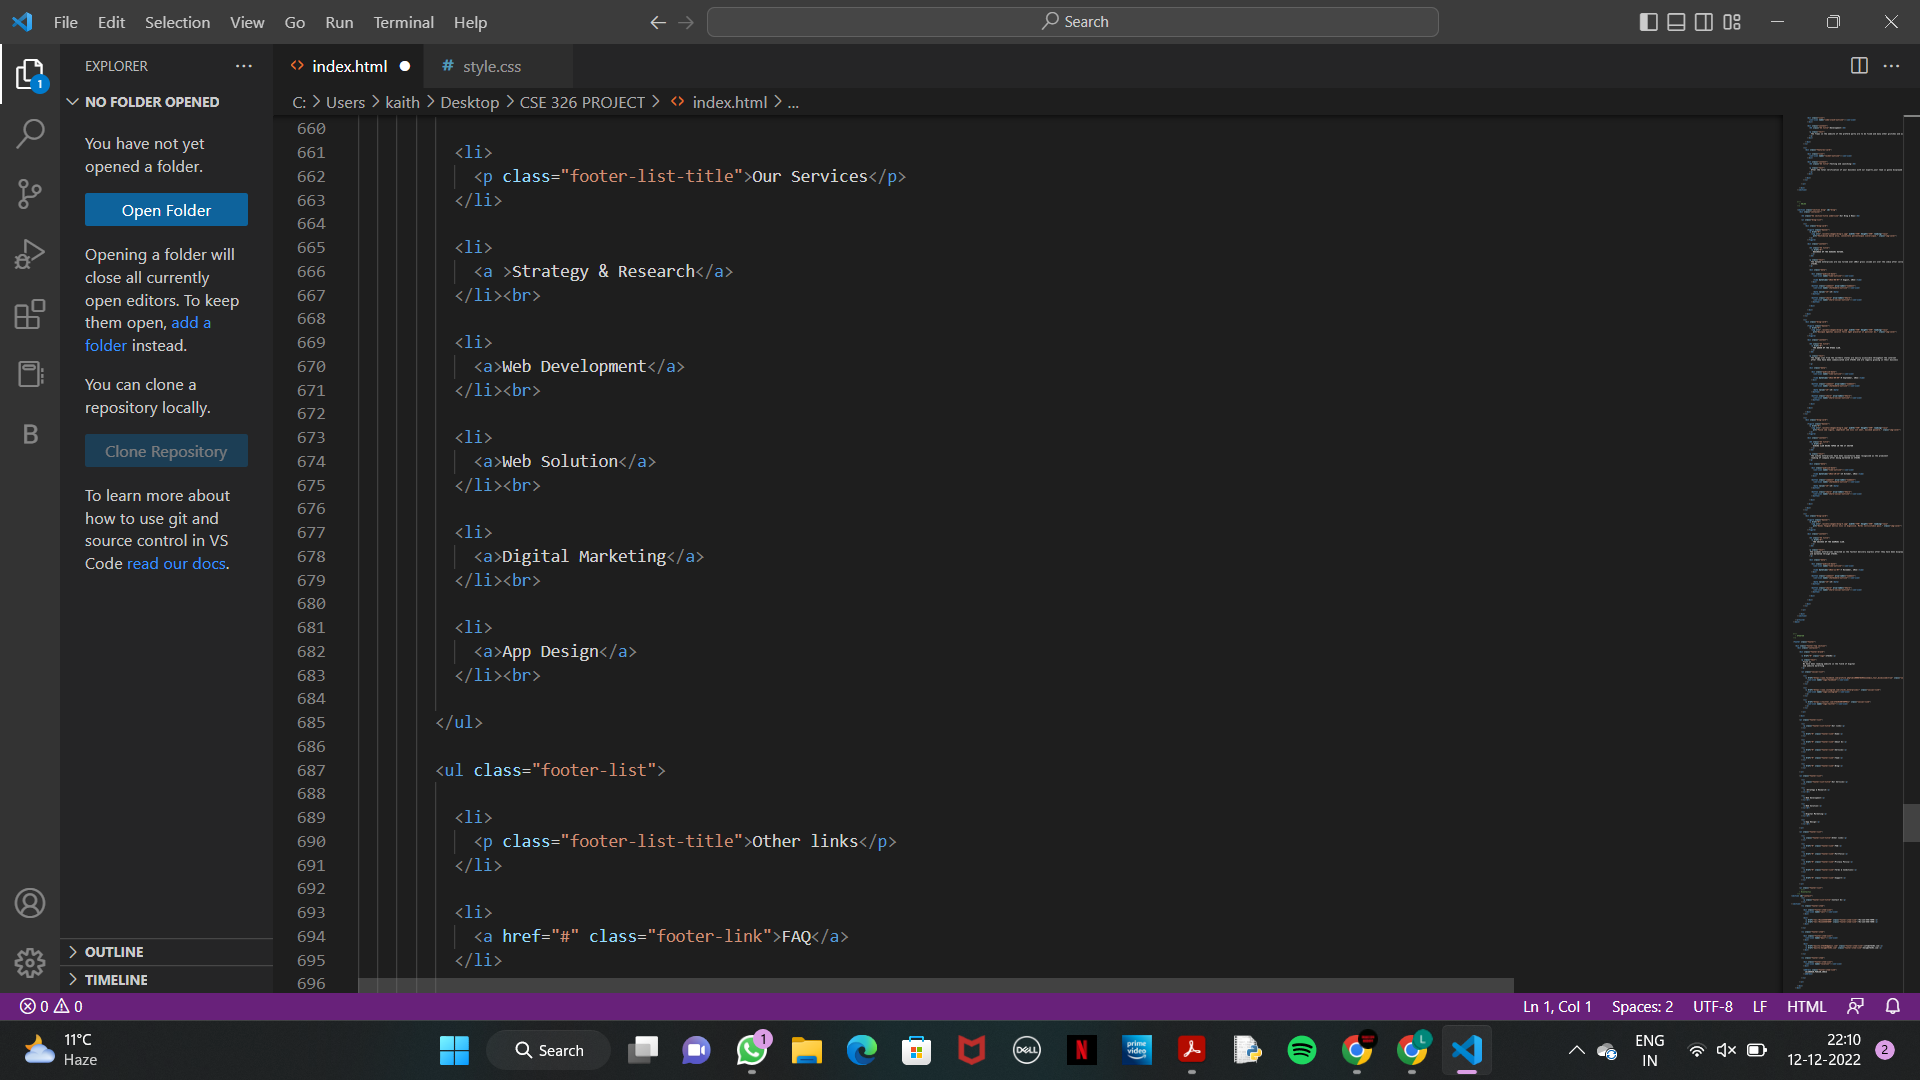 File Edit Selection View Go Run Terminal Help
Search
EXPLORER
index.html
# style.css
NO FOLDER OPENED
C: > Users > kaith > Desktop > CSE 326 PROJECT > index.html > ...
You have not yet
opened a folder.
Open Folder
Opening a folder will
close all currently
open editors. To keep
them open, add a
folder instead.
You can clone a
repository locally.
Clone Repository
To learn more about
how to use git and
source control in VS
Code read our docs.
OUTLINE
TIMELINE
1
B
660
661 <li>
662 <p class="footer-list-title">Our Services</p>
663 </li>
664
665 <li>
666 <a >Strategy & Research</a>
667 </li><br>
668
669 <li>
670 <a>Web Development</a>
671 </li><br>
672
673 <li>
674 <a>Web Solution</a>
675 </li><br>
676
677 <li>
678 <a>Digital Marketing</a>
679 </li><br>
680
681 <li>
682 <a>App Design</a>
683 </li><br>
684
685 </ul>
686
687 <ul class="footer-list">
688
689 <li>
690 <p class="footer-list-title">Other links</p>
691 </li>
692
693 <li>
694 <a href="#" class="footer-link">FAQ</a>
695 </li>
696
0 0
Ln 1, Col 1 Spaces: 2 UTF-8 LF HTML
11°C
Haze
Search
1
DELL
N
prime
video
L
ENG
IN
22:10
12-12-2022
2